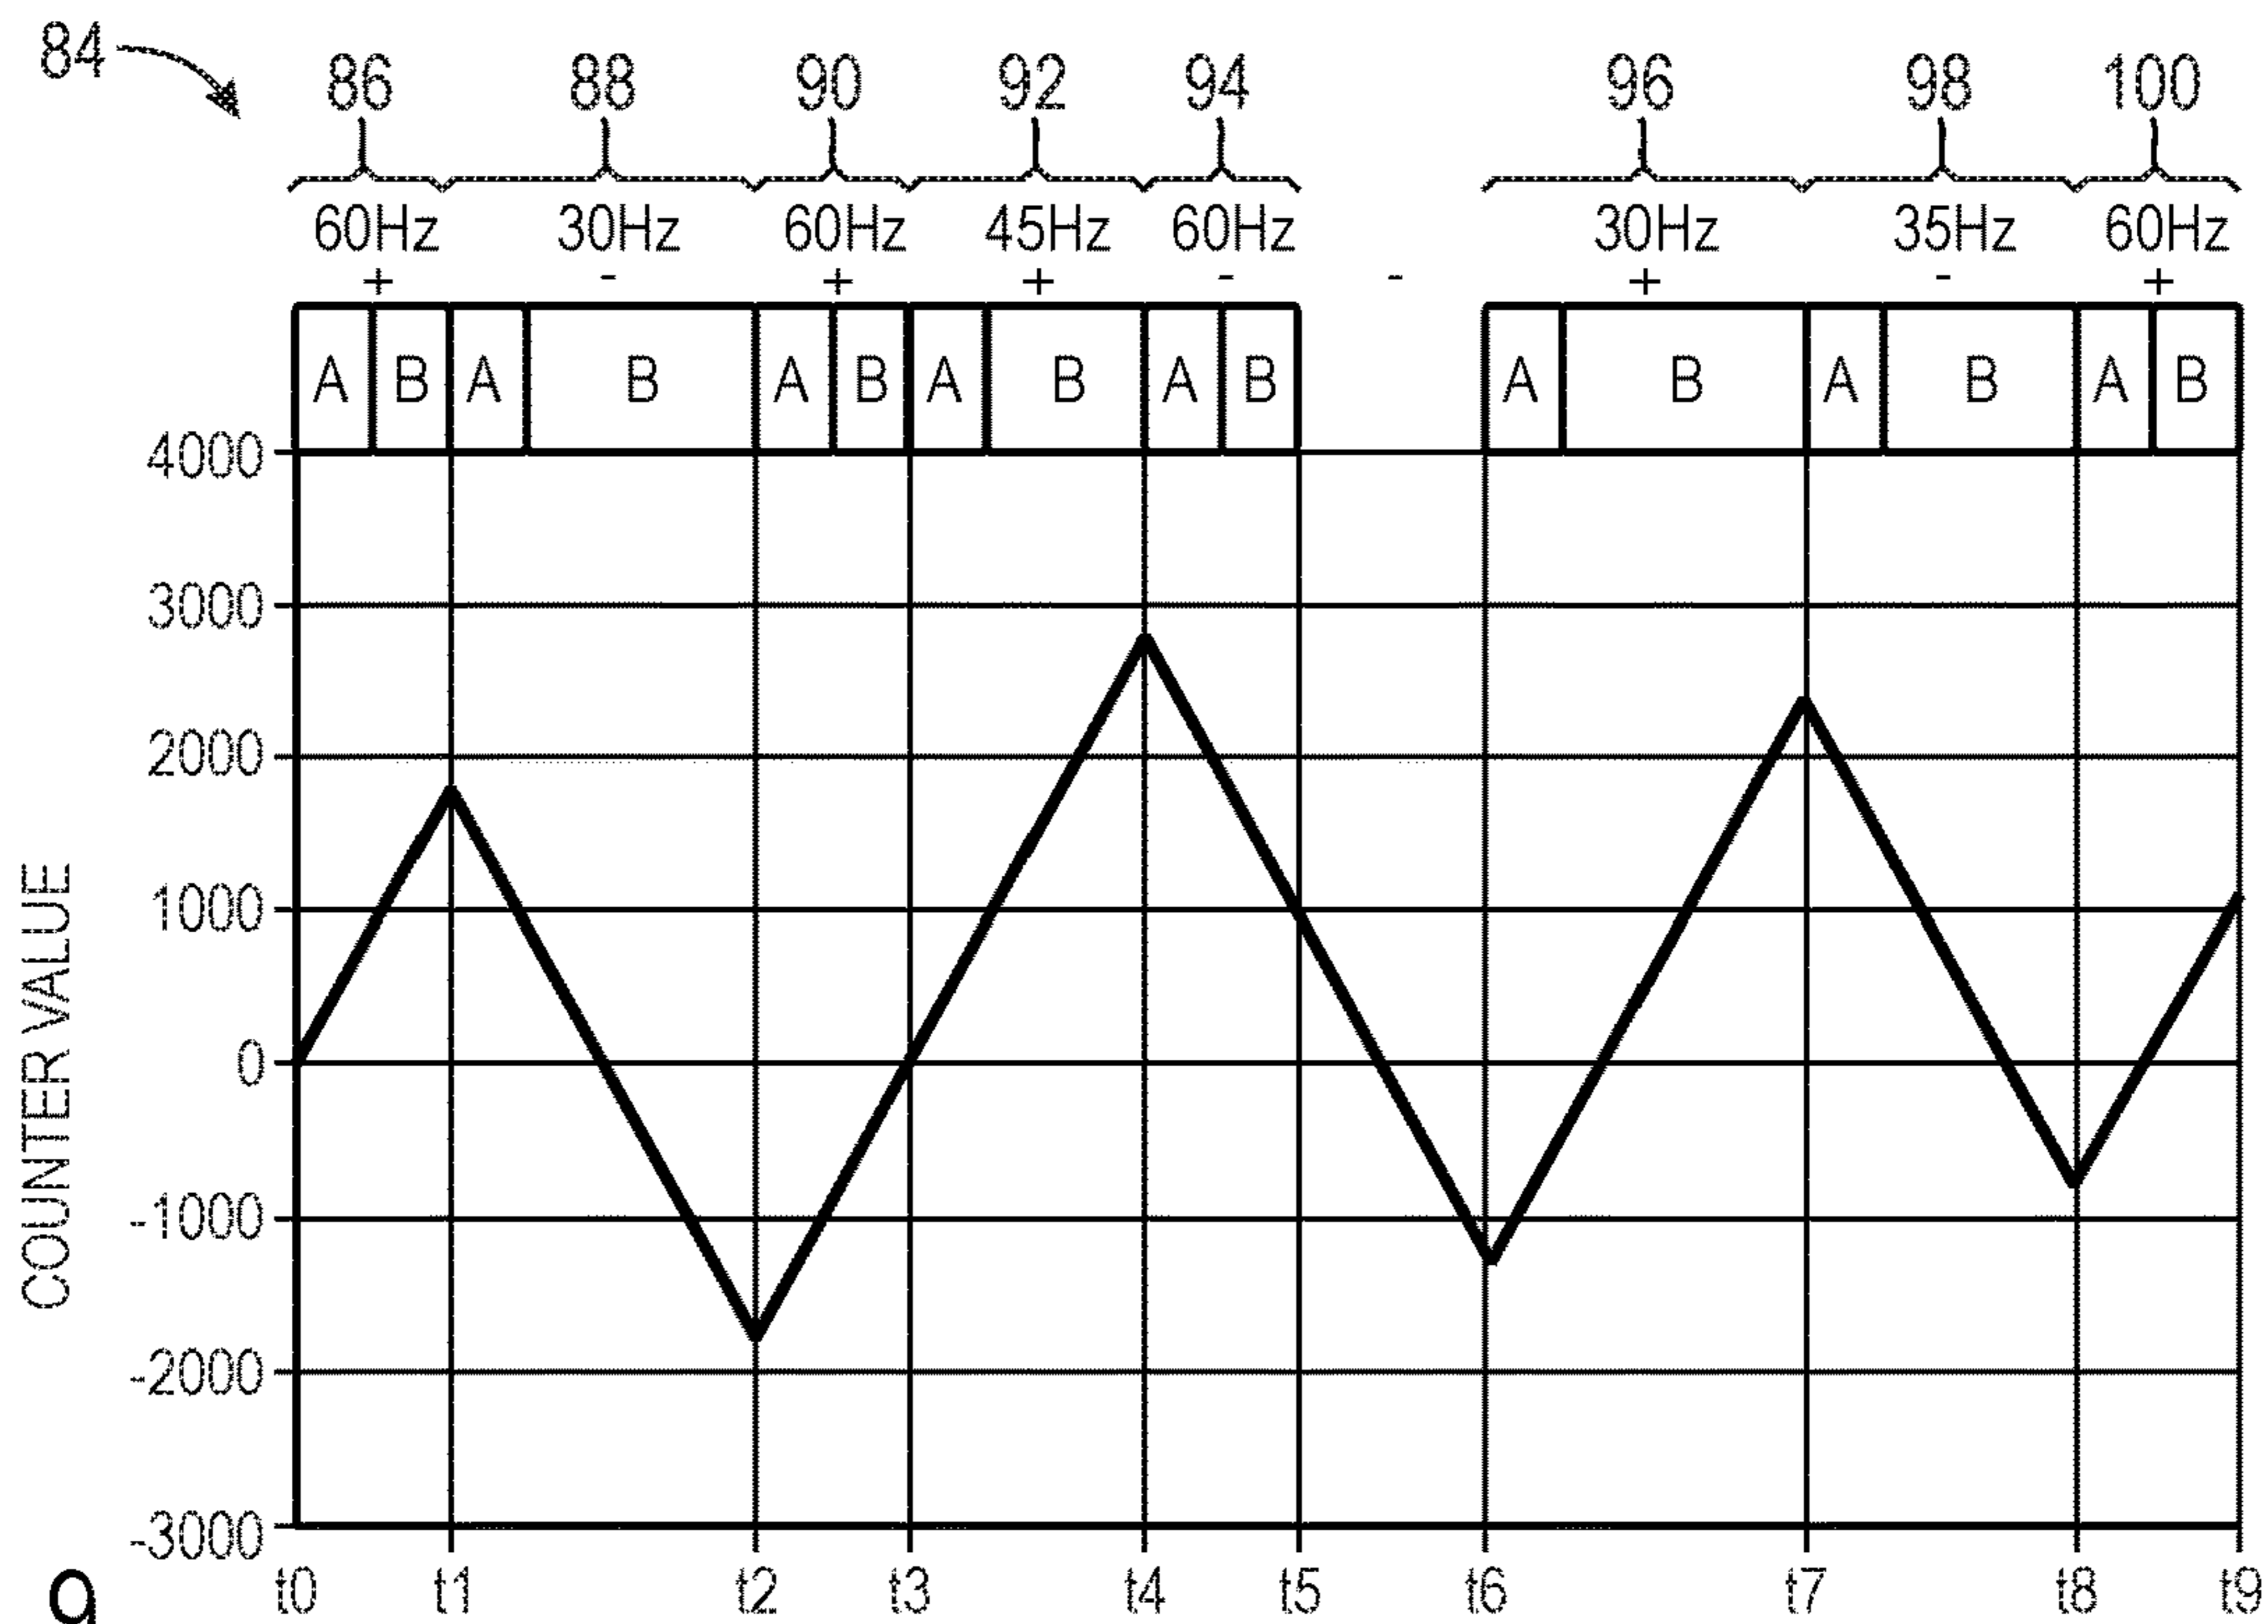 84
86 88 90 92 94 96 98 100
60Hz 30Hz 60Hz 45Hz 60Hz 30Hz 35Hz 60Hz
+ - + + - - + - +
A B A B A B A B A B A B A B A B
4000
3000
2000
1000
0
-1000
-2000
-3000
COUNTER VALUE
t0 t1 t2 t3 t4 t5 t6 t7 t8 t9
9